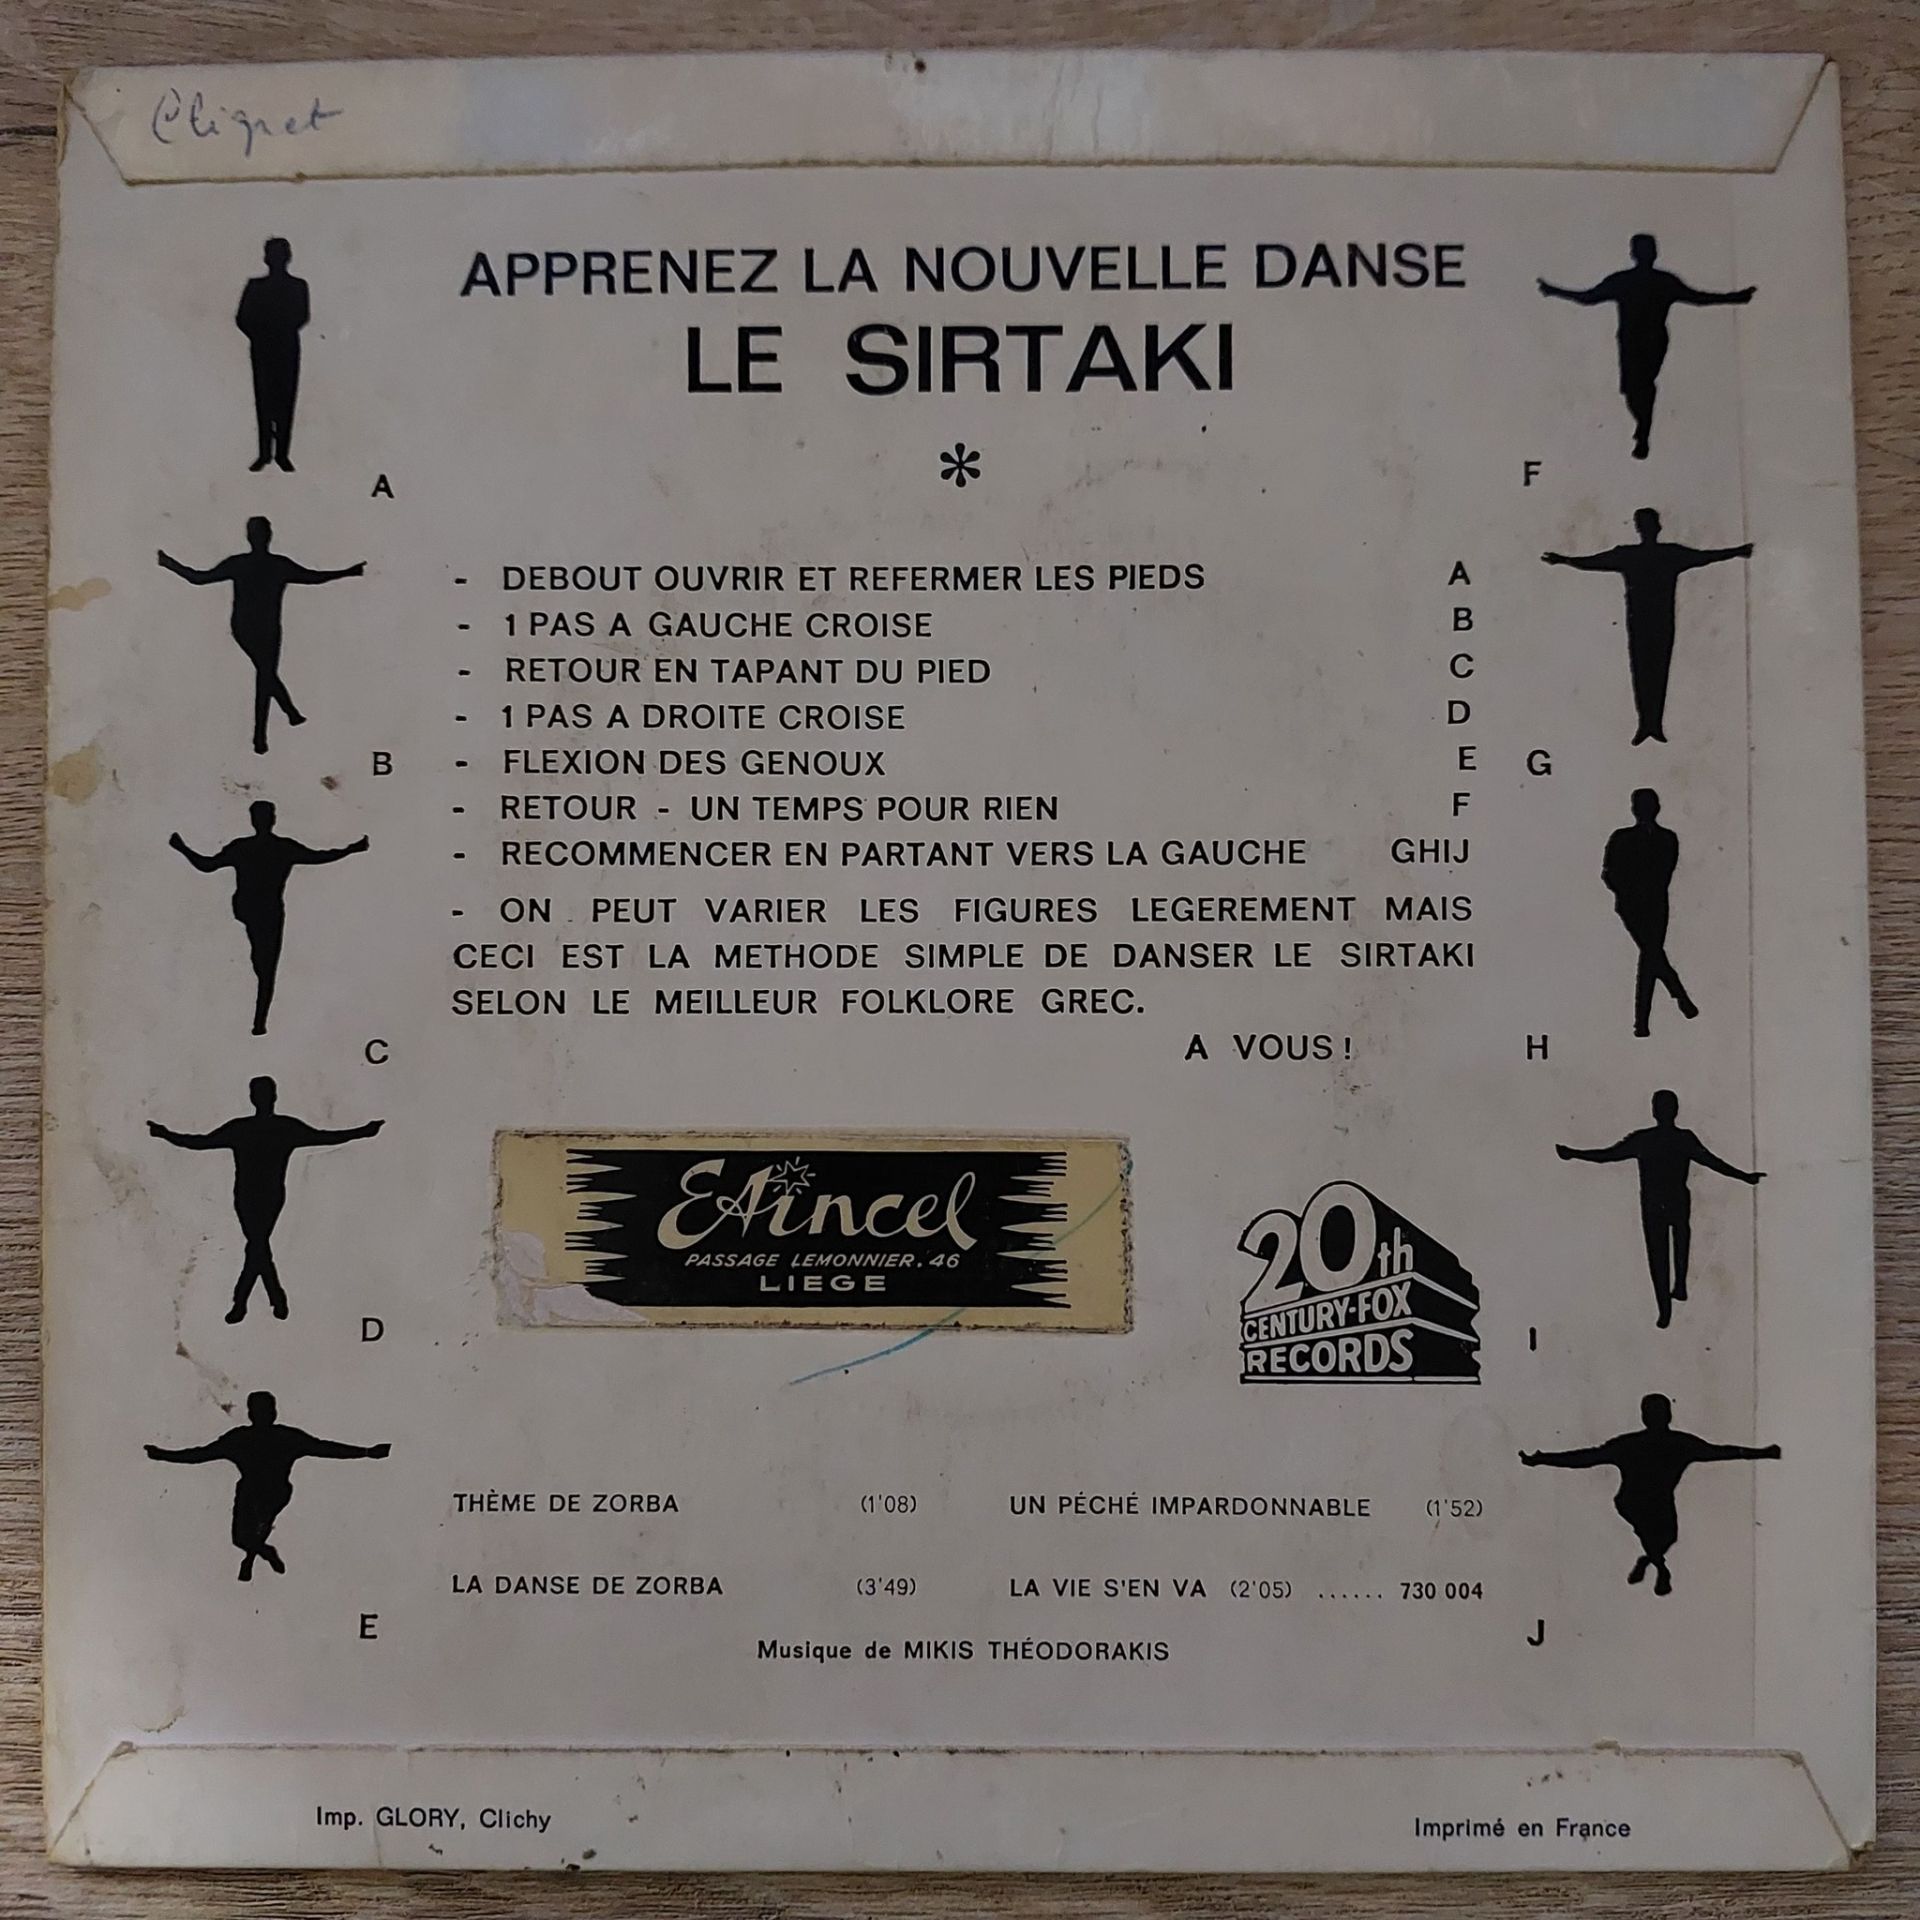 APPRENEZ LA NOUVELLE DANSE
LE SIRTAKI
*
- DEBOUT OUVRIR ET REFERMER LES PIEDS A
- 1 PAS A GAUCHE CROISE B
- RETOUR EN TAPANT DU PIED C
- 1 PAS A DROITE CROISE D
- FLEXION DES GENOUX E
- RETOUR - UN TEMPS POUR RIEN F
- RECOMMENCER EN PARTANT VERS LA GAUCHE GHIJ
- ON PEUT VARIER LES FIGURES LEGEREMENT MAIS
CECI EST LA METHODE SIMPLE DE DANSER LE SIRTAKI
SELON LE MEILLEUR FOLKLORE GREC.
A VOUS !
A
B
C
D
E
F
G
H
I
J
PASSAGE LEMONNIER. 46
LIEGE
20th
CENTURY-FOX
RECORDS
THÈME DE ZORBA (1'08)
LA DANSE DE ZORBA (3'49)
UN PÉCHÉ IMPARDONNABLE (1'52)
LA VIE S'EN VA (2'05) ...... 730 004
Musique de MIKIS THÉODORAKIS
Imp. GLORY, Clichy
Imprimé en France